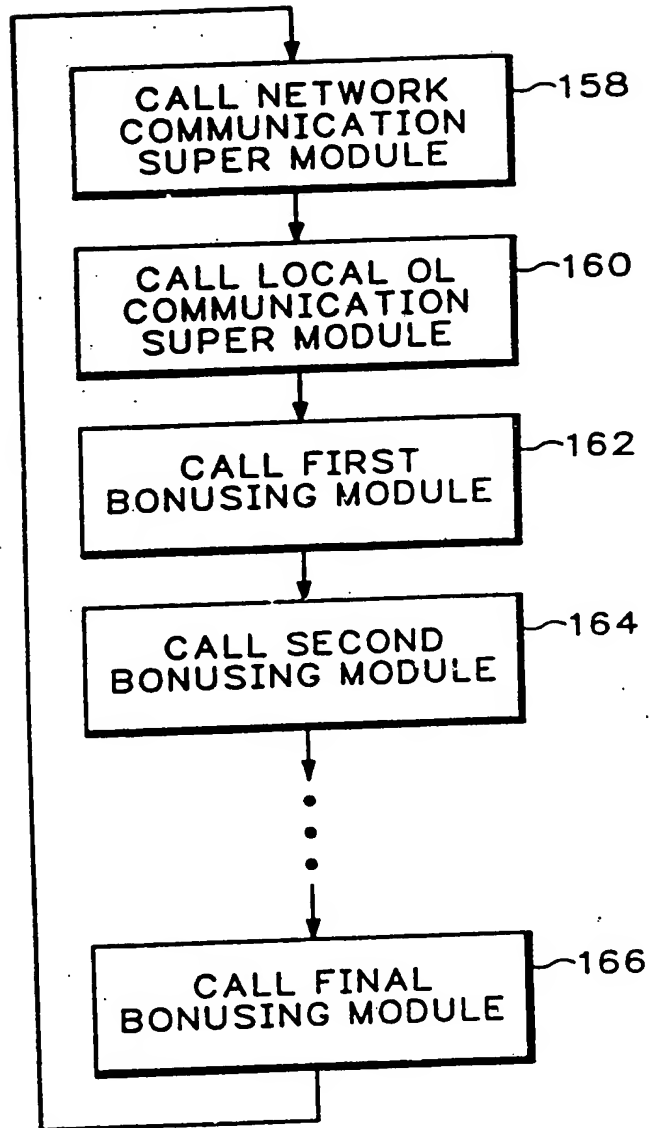 CALL NETWORK
COMMUNICATION
SUPER MODULE
158
CALL LOCAL OL
COMMUNICATION
SUPER MODULE
160
CALL FIRST
BONUSING MODULE
162
CALL SECOND
BONUSING MODULE
164
CALL FINAL
BONUSING MODULE
166